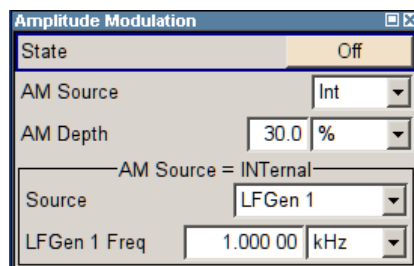 Amplitude Modulation
State Off
AM Source Int
AM Depth 30.0 %
AM Source = INTernal
Source LFGen 1
LFGen 1 Freq 1.000 00 kHz